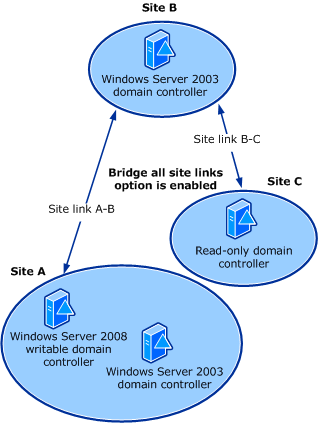 Site B
Windows Server 2003
domain controller
Site link B-C
Bridge all site links
option is enabled
Site C
Site link A-B
Read-only domain
controller
Site A
Windows Server 2008
writable domain
controller
Windows Server 2003
domain controller